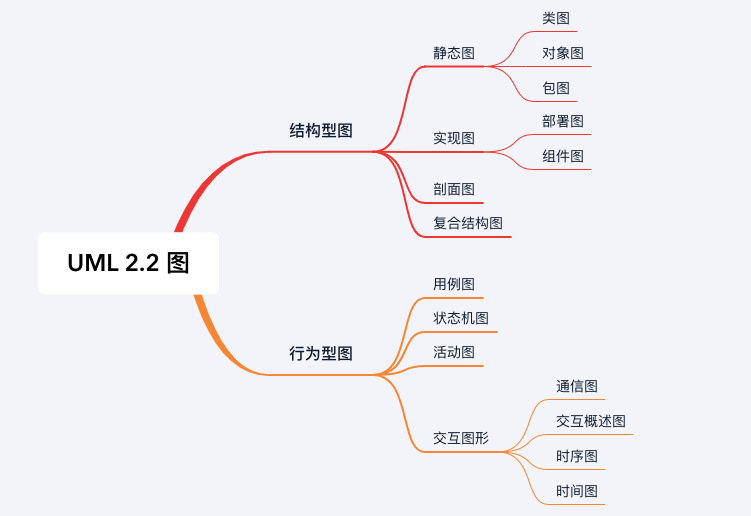 UML 2.2 图
结构型图
静态图
类图
对象图
包图
实现图
部署图
组件图
剖面图
复合结构图
行为型图
用例图
状态机图
活动图
交互图形
通信图
交互概述图
时序图
时间图